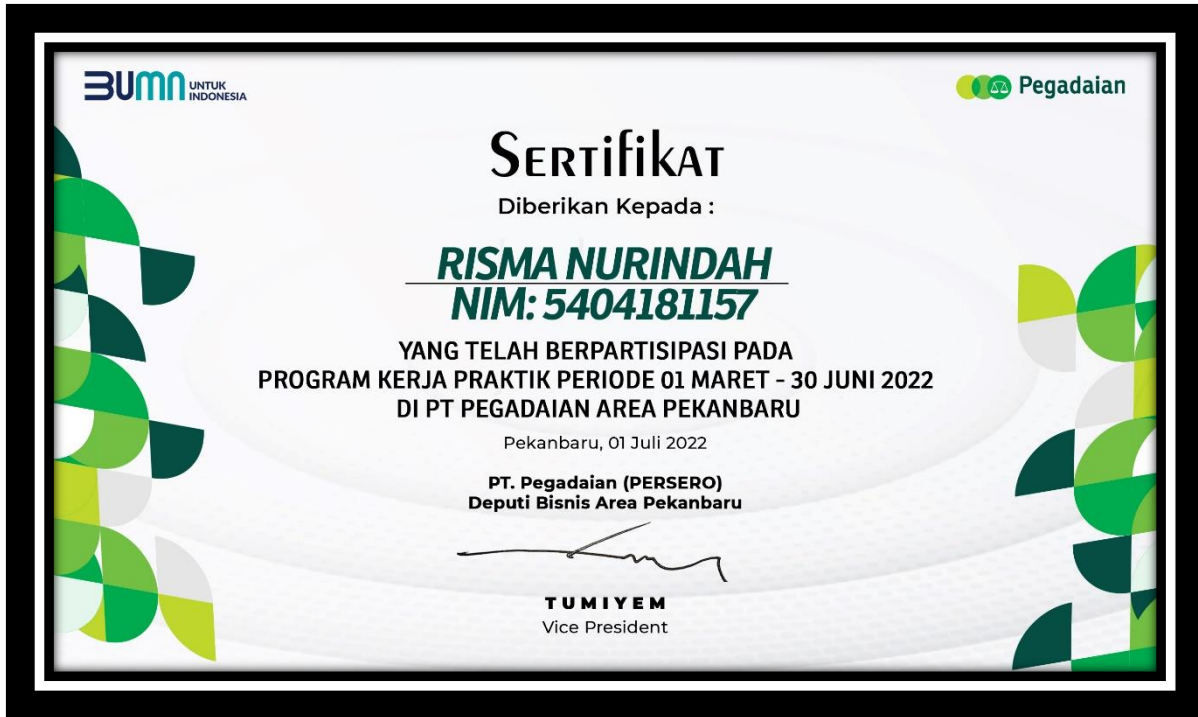 BUMN UNTUK INDONESIA
Pegadaian
SERTifikAT
Diberikan Kepada :
RISMA NURINDAH
NIM: 5404181157
YANG TELAH BERPARTISIPASI PADA
PROGRAM KERJA PRAKTIK PERIODE 01 MARET - 30 JUNI 2022
DI PT PEGADAIAN AREA PEKANBARU
Pekanbaru, 01 Juli 2022
PT. Pegadaian (PERSERO)
Deputi Bisnis Area Pekanbaru
TUMIYEM
Vice President